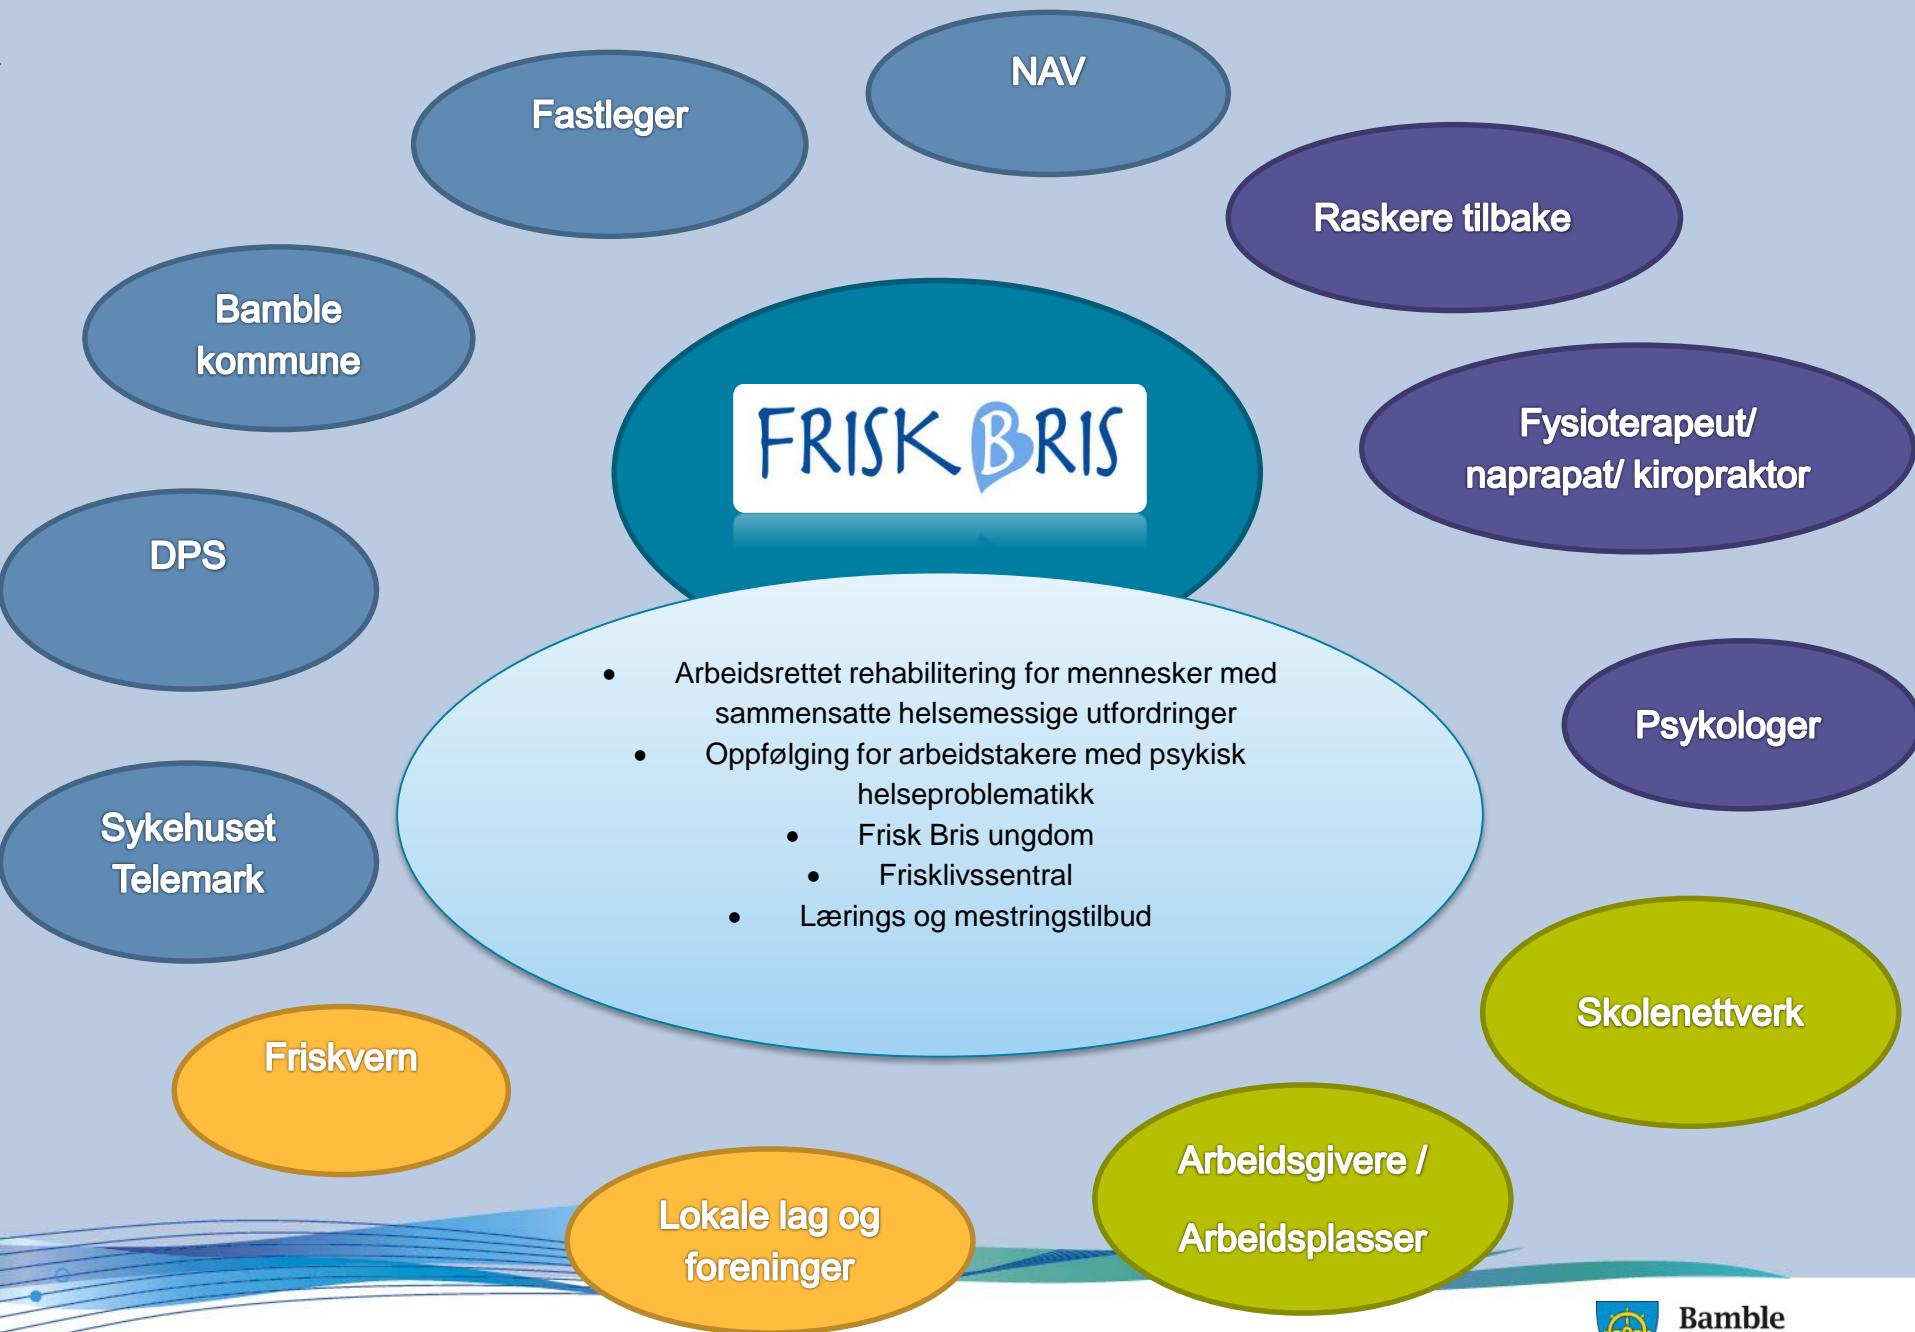 NAV
Fastleger
Raskere tilbake
Bamble
kommune
FRISK BRIS
Fysioterapeut/
naprapat/ kiropraktor
DPS
• Arbeidsrettet rehabilitering for mennesker med
sammensatte helsemessige utfordringer
• Oppfølging for arbeidstakere med psykisk
helseproblematikk
• Frisk Bris ungdom
• Frisklivssentral
• Lærings og mestringstilbud
Psykologer
Sykehuset
Telemark
Skolenettverk
Friskvern
Arbeidsgivere /
Arbeidsplasser
Lokale lag og
foreninger
Bamble